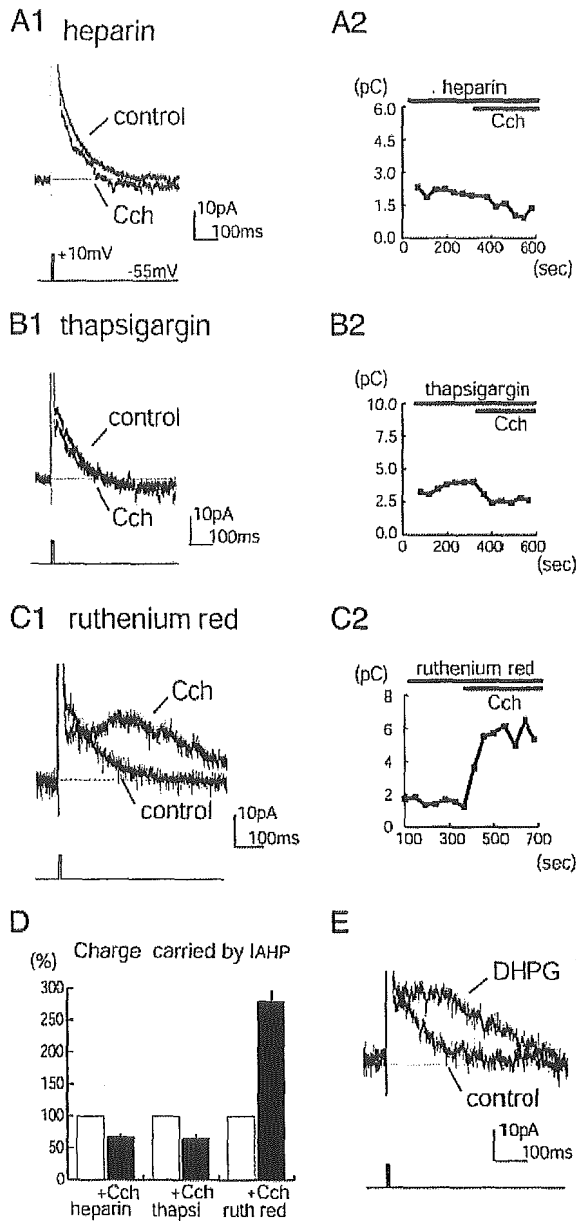 A1 heparin
control
Cch
10pA
100ms
+10mV
-55mV
A2
(pC)
heparin
Cch
6.0
4.5
3.0
1.5
0.0
0 200 400 600
(sec)
B1 thapsigargin
control
Cch
10pA
100ms
B2
(pC)
thapsigargin
Cch
10.0
7.5
5.0
2.5
0.0
0 200 400 600
(sec)
C1 ruthenium red
Cch
control
10pA
100ms
C2
(pC)
ruthenium red
Cch
8
6
4
2
0
100 300 500 700
(sec)
D
(%)
Charge carried by IAHP
300
250
200
150
100
50
0
+Cch +Cch +Cch
heparin thapsi ruth red
E
DHPG
control
10pA
100ms